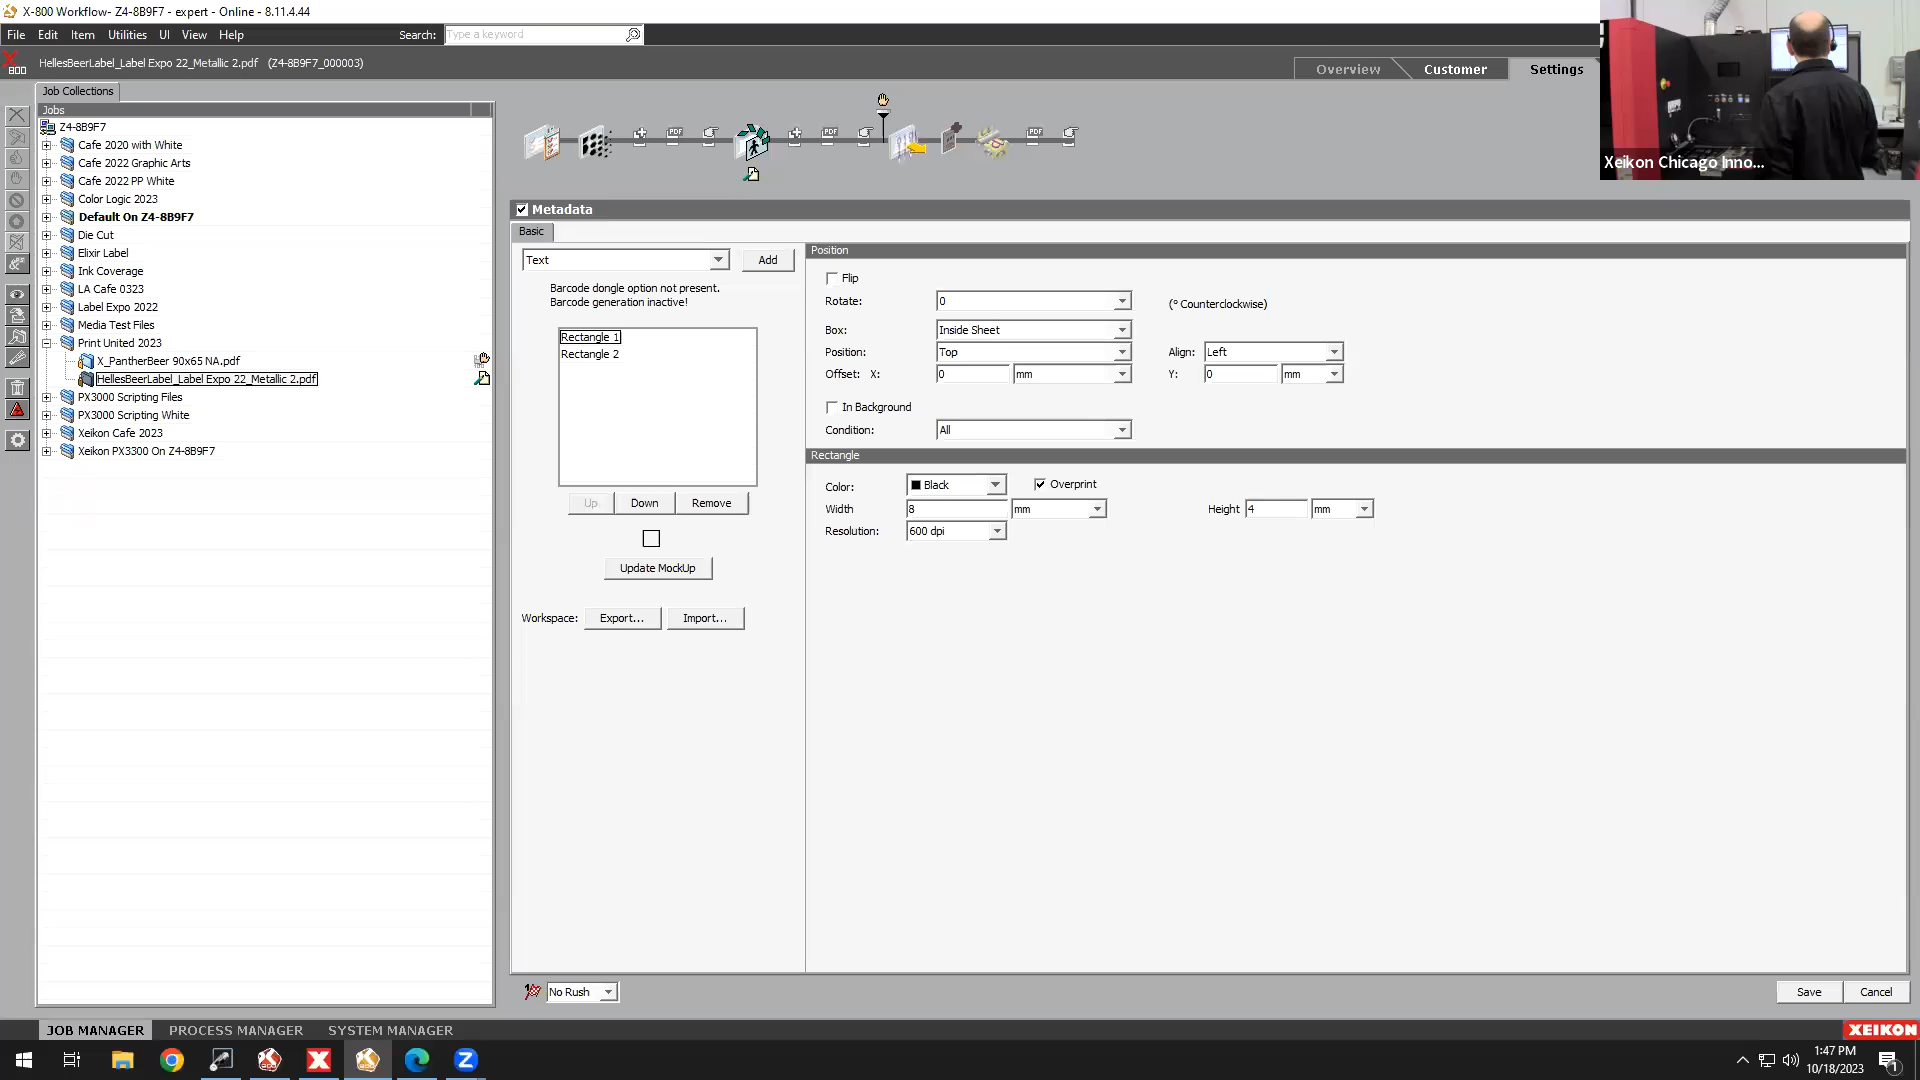 X-800 Workflow- Z4-8B9F7 - expert - Online - 8.11.4.44
File Edit Item Utilities UI View Help Search: Type a keyword
800 HellesBeerLabel_Label Expo 22_Metallic 2.pdf (Z4-8B9F7_000003)
Overview Customer Settings
Xeikon Chicago Inno...
Job Collections
Jobs
Z4-8B9F7
Cafe 2020 with White
Cafe 2022 Graphic Arts
Cafe 2022 PP White
Color Logic 2023
Default On Z4-8B9F7
Die Cut
Elixir Label
Ink Coverage
LA Cafe 0323
Label Expo 2022
Media Test Files
Print United 2023
X_PantherBeer 90x65 NA.pdf
HellesBeerLabel_Label Expo 22_Metallic 2.pdf
PX3000 Scripting Files
PX3000 Scripting White
Xeikon Cafe 2023
Xeikon PX3300 On Z4-8B9F7
PDF PDF PDF
Metadata
Basic
Text Add
Barcode dongle option not present.
Barcode generation inactive!
Rectangle 1
Rectangle 2
Up Down Remove
Update MockUp
Workspace: Export... Import...
Position
Flip
Rotate: 0 (° Counterclockwise)
Box: Inside Sheet
Position: Top Align: Left
Offset: X: 0 mm Y: 0 mm
In Background
Condition: All
Rectangle
Color: Black Overprint
Width 8 mm Height 4 mm
Resolution: 600 dpi
No Rush Save Cancel
JOB MANAGER PROCESS MANAGER SYSTEM MANAGER XEIKON
1:47 PM
10/18/2023
1